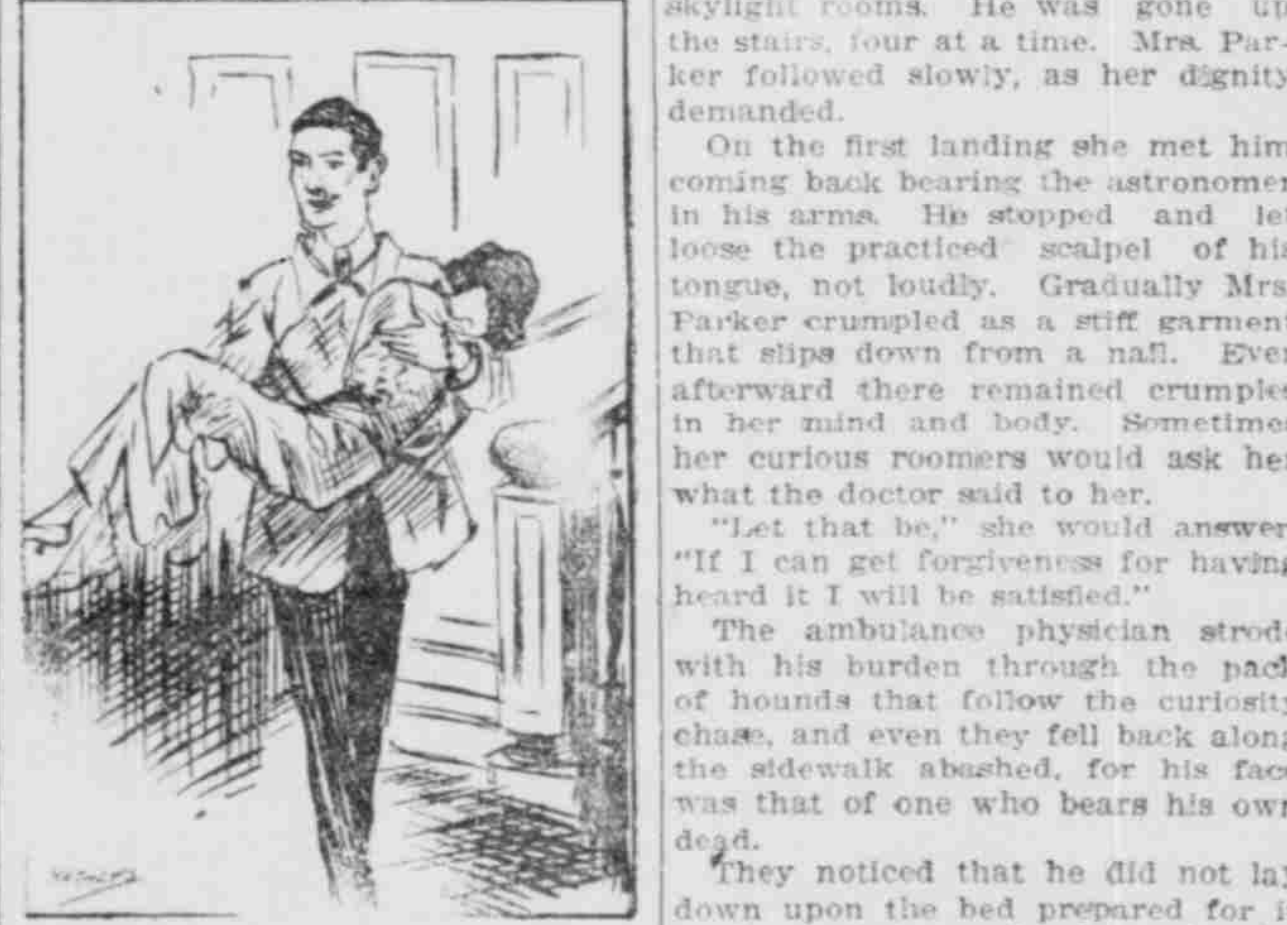 skylight rooms. He was gone up
the stairs, four at a time. Mrs. Par-
ker followed slowly, as her dignity
demanded.
On the first landing she met him
coming back bearing the astronomer
in his arms. He stopped and let
loose the practiced scalpel of his
tongue, not loudly. Gradually Mrs.
Parker crumpled as a stiff garment
that slips down from a nail. Ever
afterward there remained crumples
in her mind and body. Sometimes
her curious roomers would ask her
what the doctor said to her.
"Let that be," she would answer.
"If I can get forgiveness for having
heard it I will be satisfied."
The ambulance physician strode
with his burden through the pack
of hounds that follow the curiosity
chase, and even they fell back along
the sidewalk abashed, for his face
was that of one who bears his own
dead.
They noticed that he did not lay
down upon the bed prepared for it